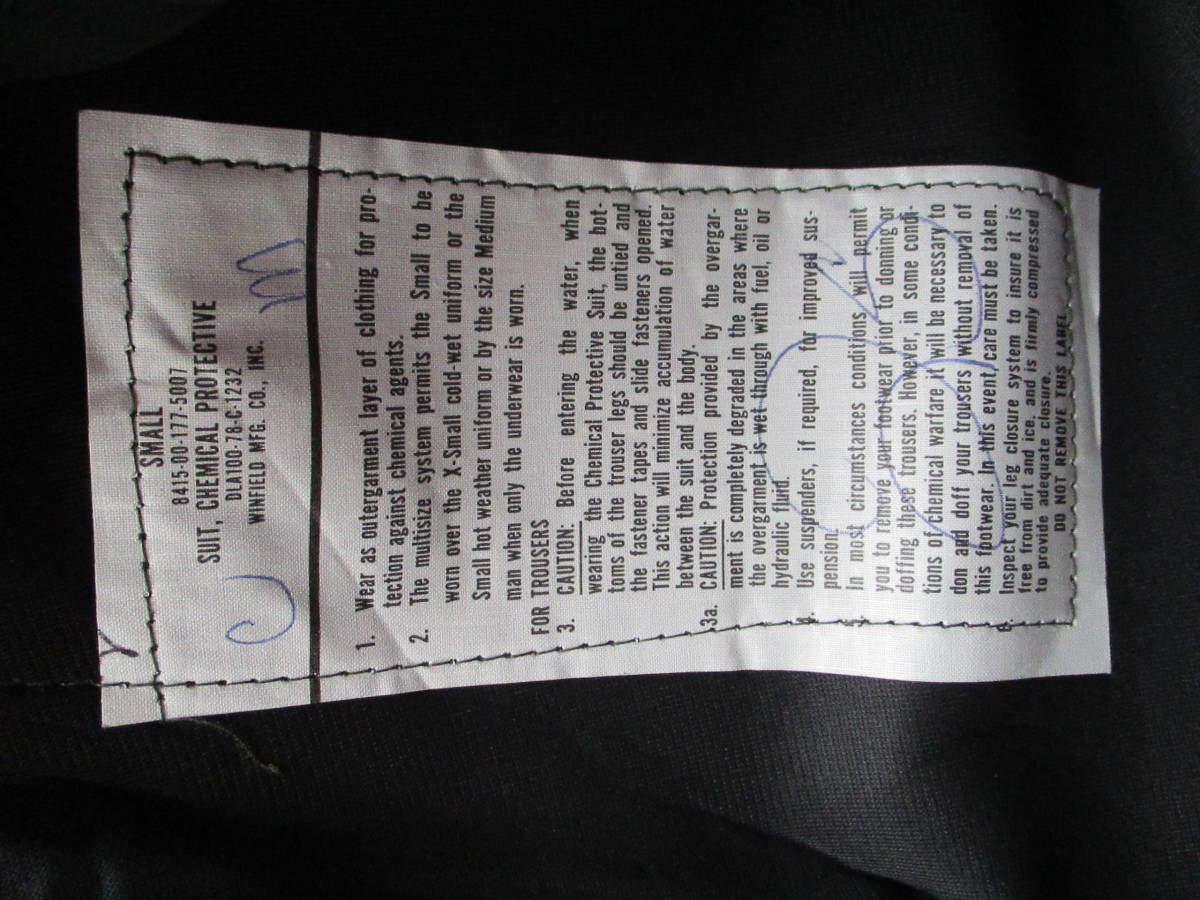 SMALL
8415-00-177-5007
SUIT, CHEMICAL PROTECTIVE
DLA100-78-C-1232
WINFIELD MFG. CO., INC.
C m
1. Wear as outergarment layer of clothing for pro-
tection against chemical agents.
2. The multisize system permits the Small to be
worn over the X-Small cold-wet uniform or the
Small hot weather uniform or by the size Medium
man when only the underwear is worn.
FOR TROUSERS
3. CAUTION: Before entering the water, when
wearing the Chemical Protective Suit, the bot-
toms of the trouser legs should be untied and
the fastener tapes and slide fasteners opened.
This action will minimize accumulation of water
between the suit and the body.
3a. CAUTION: Protection provided by the overgar-
ment is completely degraded in the areas where
the overgarment is wet through with fuel, oil or
hydraulic fluid.
4. Use suspenders, if required, for improved sus-
pension.
5. In most circumstances conditions will permit
you to remove your footwear prior to donning or
doffing these trousers. However, in some condi-
tions of chemical warfare it will be necessary to
don and doff your trousers without removal of
this footwear. In this event, care must be taken.
6. Inspect your leg closure system to insure it is
free from dirt and ice, and is firmly compressed
to provide adequate closure.
DO NOT REMOVE THIS LABEL